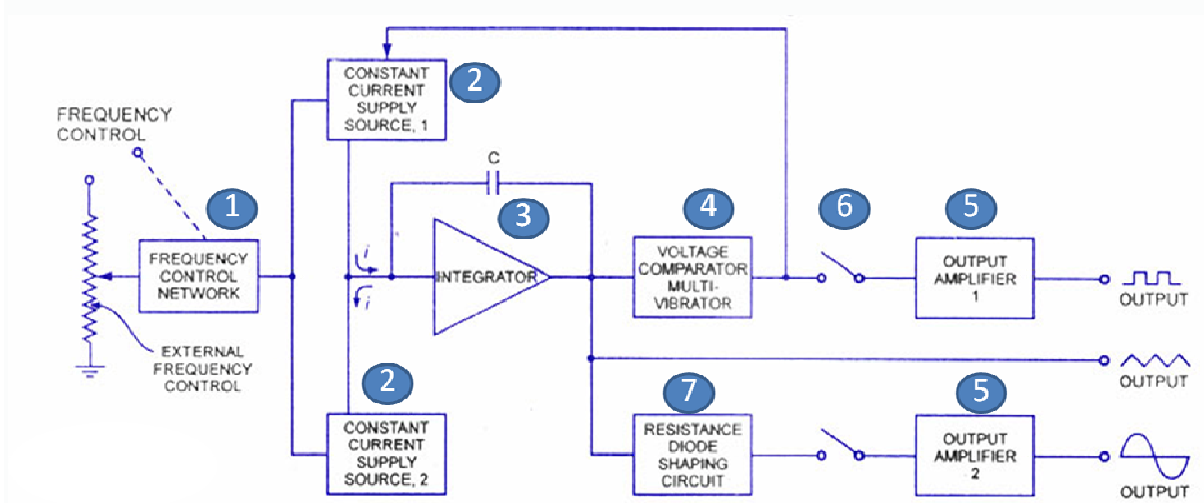 2
CONSTANT
CURRENT
SUPPLY
SOURCE, 1
FREQUENCY
CONTROL
C
1
3
4
6
5
FREQUENCY
CONTROL
NETWORK
i
i
INTEGRATOR
VOLTAGE
COMPARATOR
MULTI-
VIBRATOR
OUTPUT
AMPLIFIER
1
OUTPUT
EXTERNAL
FREQUENCY
CONTROL
2
CONSTANT
CURRENT
SUPPLY
SOURCE, 2
OUTPUT
7
RESISTANCE
DIODE
SHAPING
CIRCUIT
5
OUTPUT
AMPLIFIER
2
OUTPUT